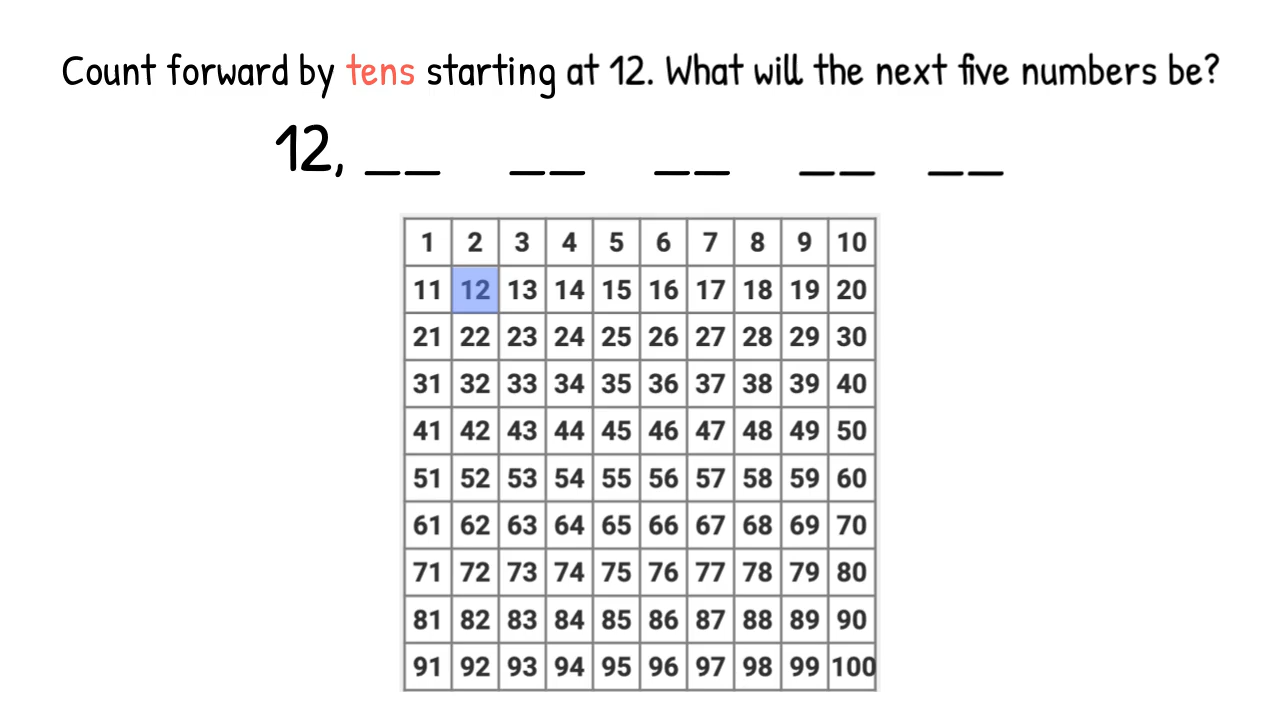 Count forward by tens starting at 12. What will the next five numbers be?
12, __ __ __ __ __
1 2 3 4 5 6 7 8 9 10
11 12 13 14 15 16 17 18 19 20
21 22 23 24 25 26 27 28 29 30
31 32 33 34 35 36 37 38 39 40
41 42 43 44 45 46 47 48 49 50
51 52 53 54 55 56 57 58 59 60
61 62 63 64 65 66 67 68 69 70
71 72 73 74 75 76 77 78 79 80
81 82 83 84 85 86 87 88 89 90
91 92 93 94 95 96 97 98 99 100